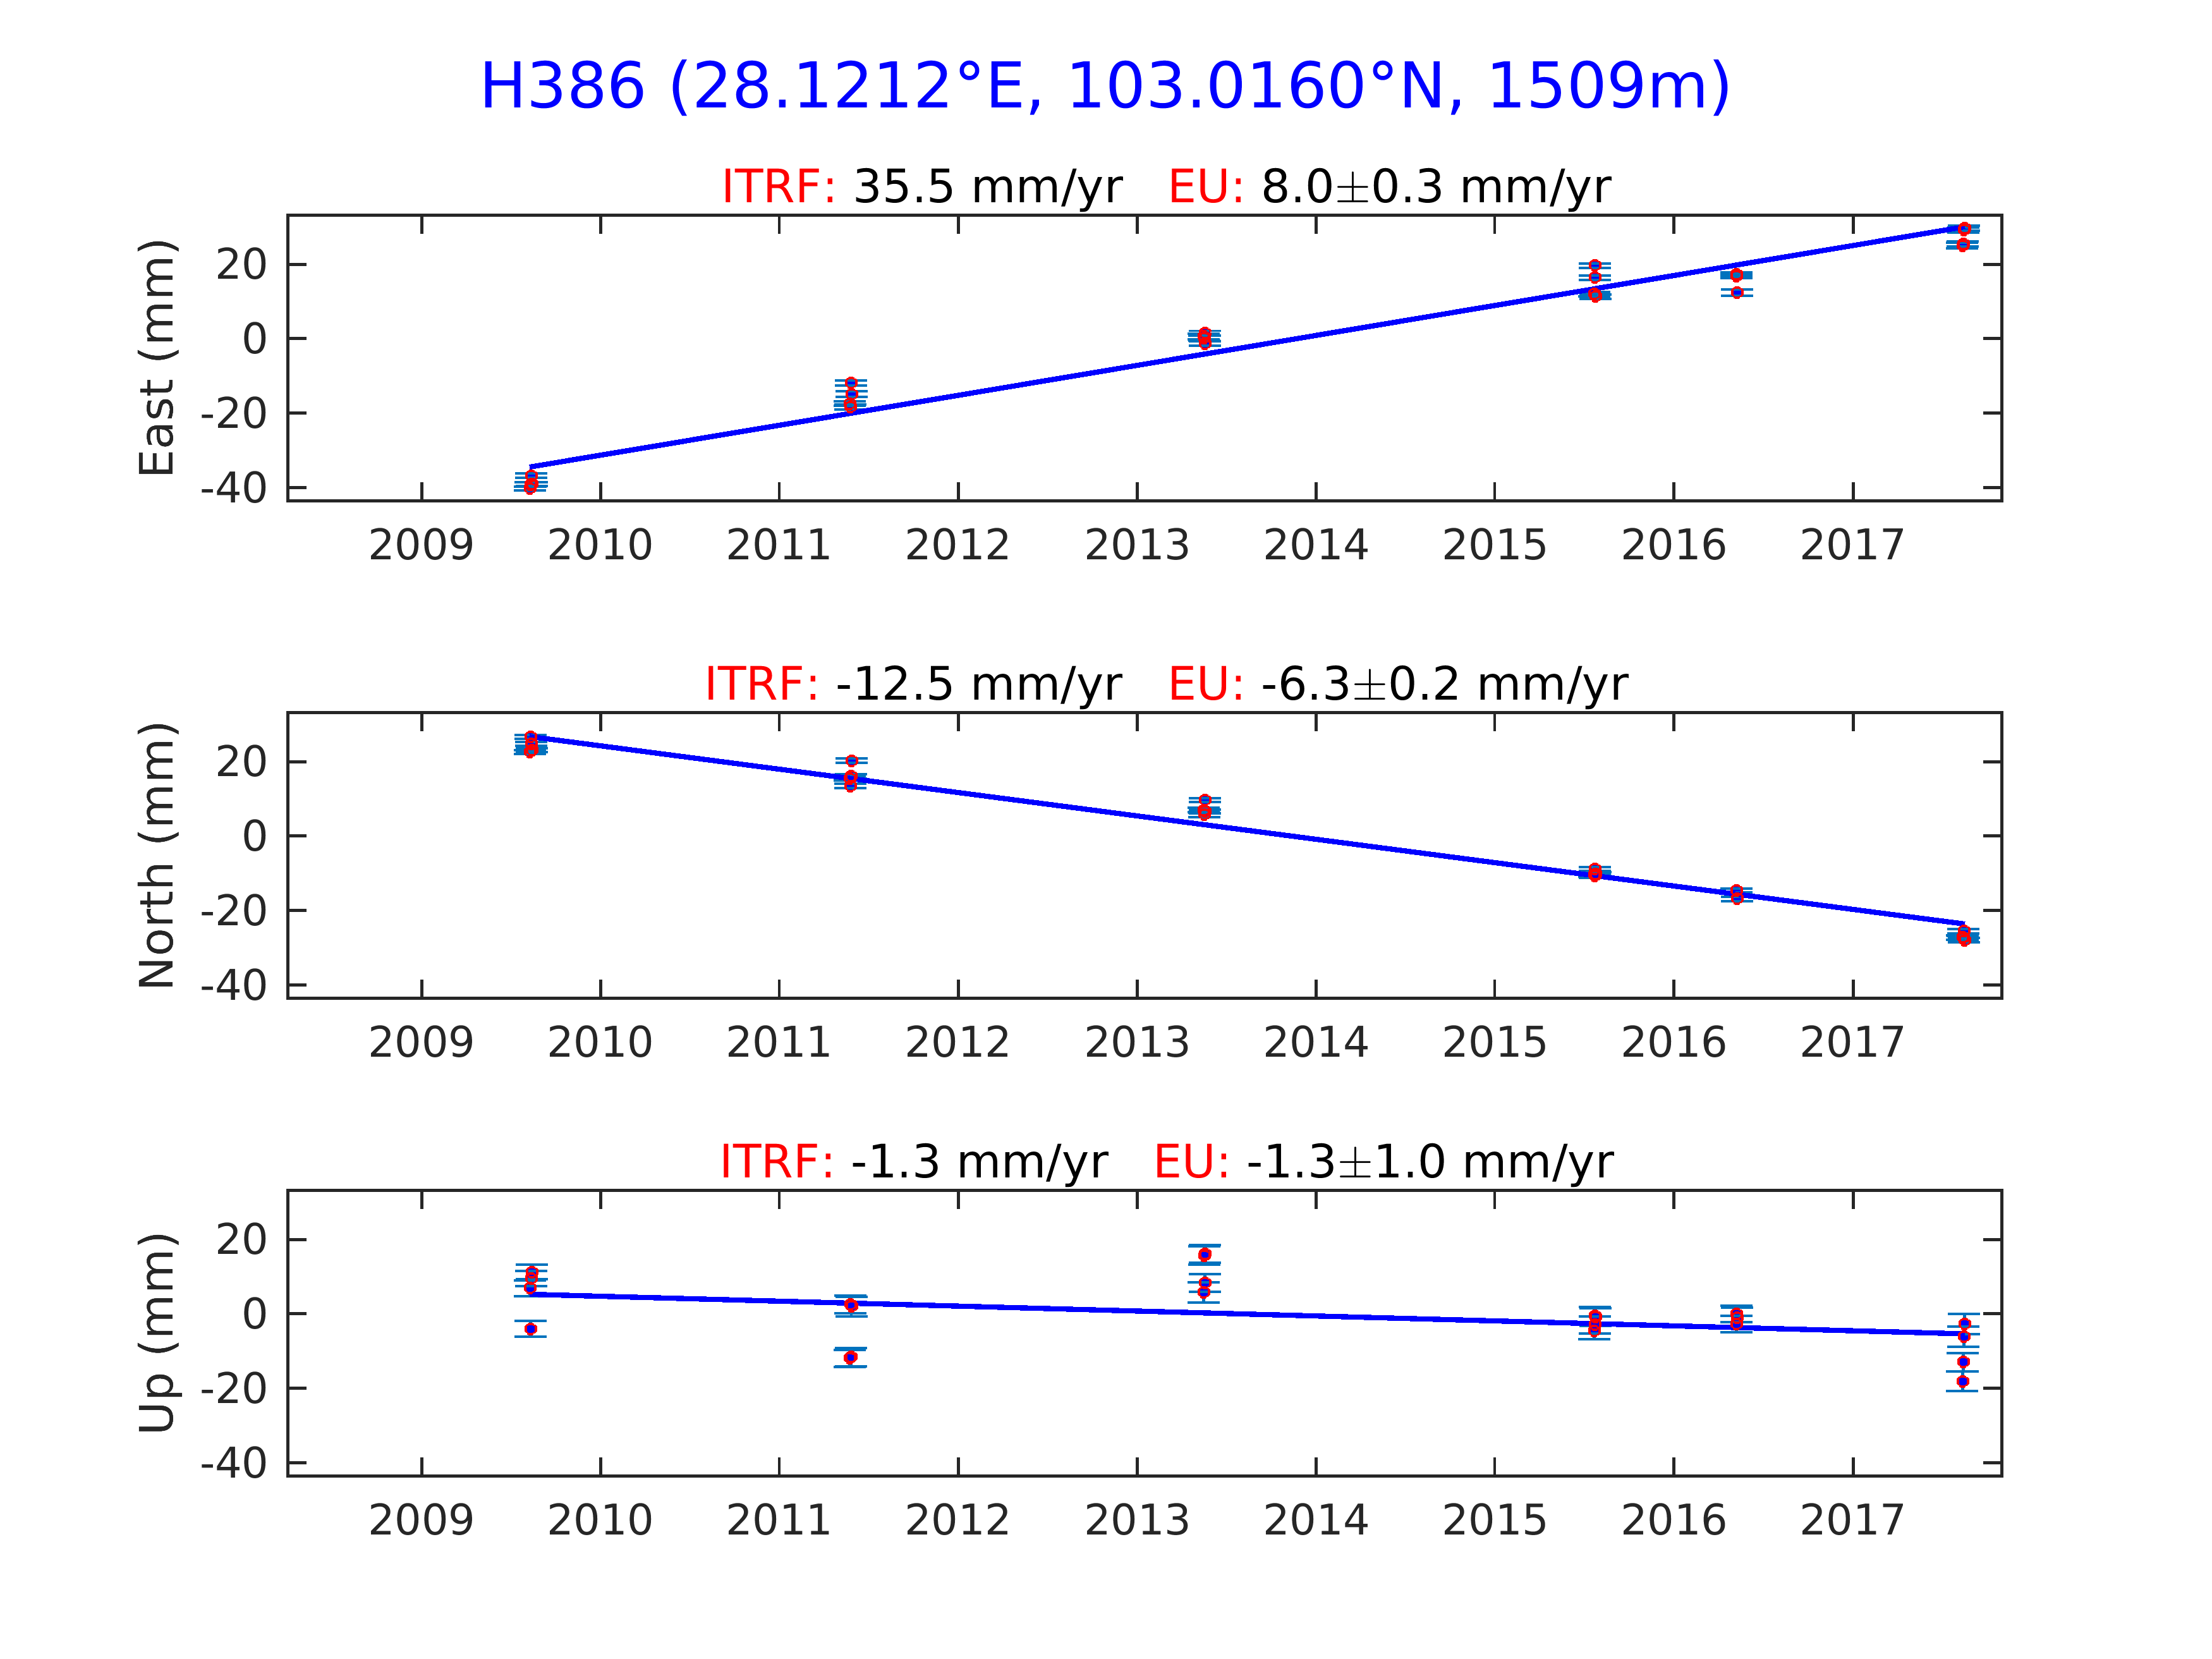 H386 (28.1212°E, 103.0160°N, 1509m)
ITRF: 35.5 mm/yr EU: 8.0±0.3 mm/yr
East (mm)
20
0
-20
-40
2009 2010 2011 2012 2013 2014 2015 2016 2017
ITRF: -12.5 mm/yr EU: -6.3±0.2 mm/yr
North (mm)
20
0
-20
-40
2009 2010 2011 2012 2013 2014 2015 2016 2017
ITRF: -1.3 mm/yr EU: -1.3±1.0 mm/yr
Up (mm)
20
0
-20
-40
2009 2010 2011 2012 2013 2014 2015 2016 2017